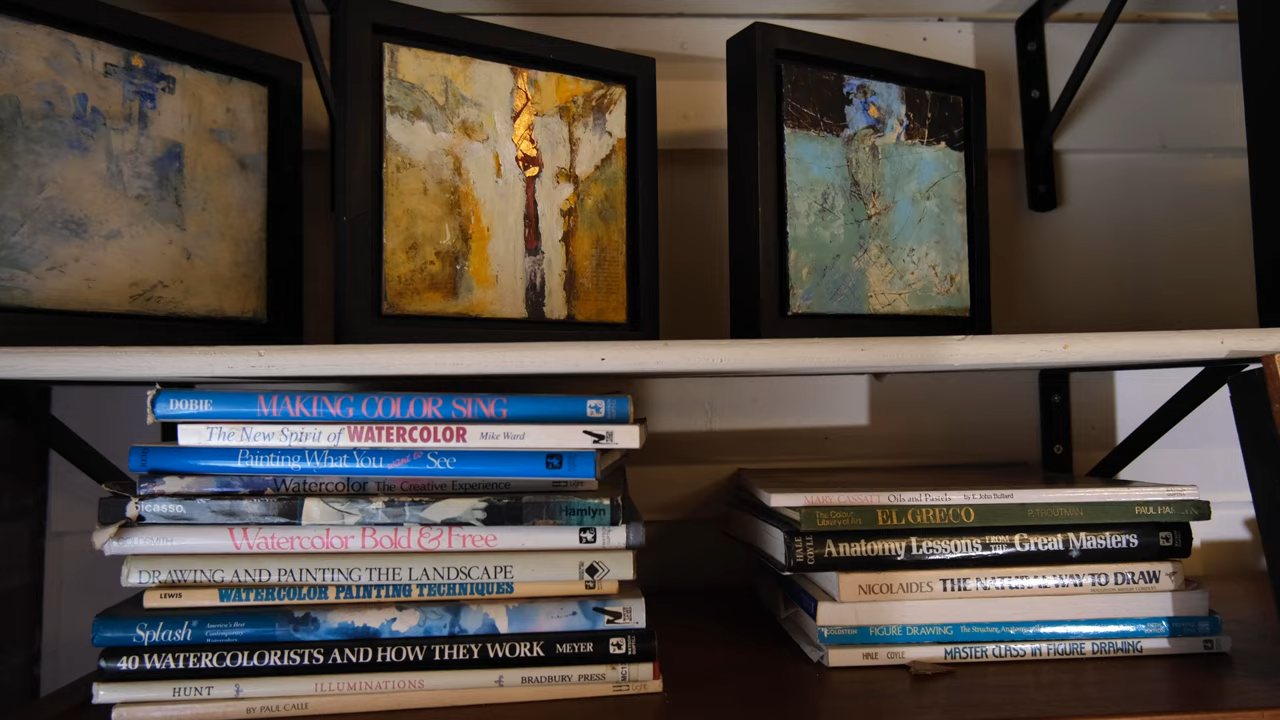 DOBIE MAKING COLOR SING
The New Spirit of WATERCOLOR Mike Ward
Painting What You want to See
Watercolor The Creative Experience
Picasso Hamlyn
Watercolor Bold & Free
DRAWING AND PAINTING THE LANDSCAPE
LEWIS WATERCOLOR PAINTING TECHNIQUES
Splash America's Best Contemporary Watercolors
40 WATERCOLORISTS AND HOW THEY WORK MEYER
HUNT ILLUMINATIONS BRADBURY PRESS
BY PAUL CALLE
MARY CASSATT Oils and Pastels by E. John Bullard
The Colour Library of Art EL GRECO P. TROUTMAN PAUL
HALE COYLE Anatomy Lessons FROM THE Great Masters
NICOLAIDES THE NATURAL WAY TO DRAW
GOLDSTEIN FIGURE DRAWING The Structure, Anatomy, EDITION
HALE COYLE MASTER CLASS IN FIGURE DRAWING